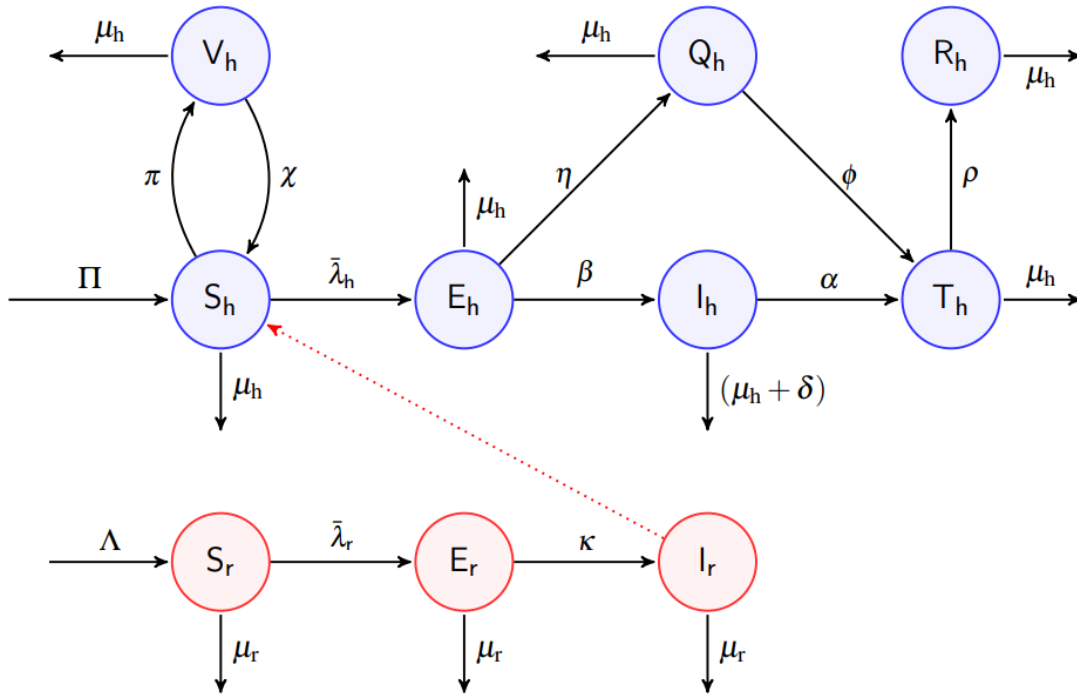 μh Vh μh Qh Rh μh
π χ η φ ρ
μh
Π Sh λ̄h Eh β Ih α Th μh
μh (μh + δ)
Λ Sr λ̄r Er κ Ir
μr μr μr